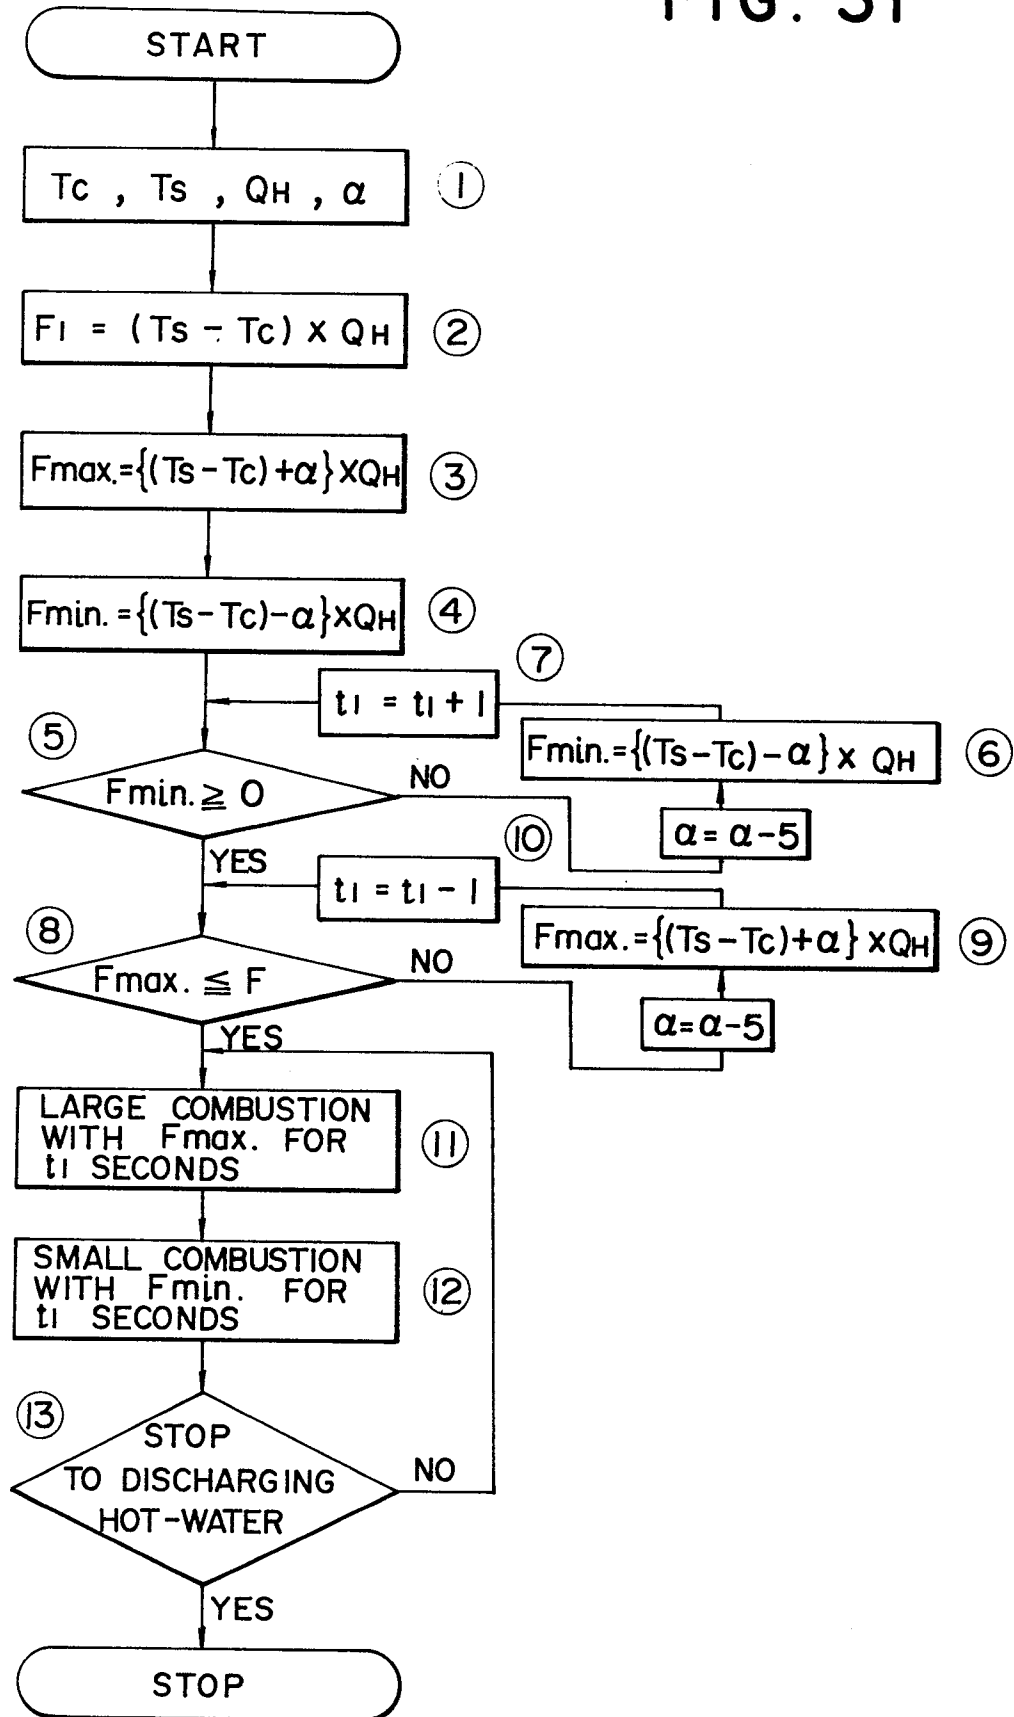 FIG. 31
START
Tc , Ts , QH , α
①
F1 = (Ts - Tc) × QH
②
Fmax.={(Ts-Tc)+α}×QH
③
Fmin.={(Ts-Tc)-α}×QH
④
⑦
t1 = t1 + 1
⑤
Fmin.={(Ts-Tc)-α}× QH
⑥
Fmin.≧ 0
NO
α= α-5
YES
⑩
t1 = t1 - 1
⑧
Fmax.={(Ts-Tc)+α}×QH
⑨
Fmax.≦ F
NO
α=α-5
YES
LARGE COMBUSTION
WITH Fmax. FOR
t1 SECONDS
⑪
SMALL COMBUSTION
WITH Fmin. FOR
t1 SECONDS
⑫
⑬
STOP
TO DISCHARGING
HOT-WATER
NO
YES
STOP